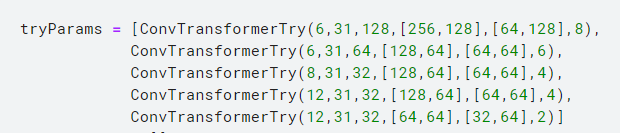 tryParams = [ConvTransformerTry(6,31,128,[256,128],[64,128],8),
ConvTransformerTry(6,31,64,[128,64],[64,64],6),
ConvTransformerTry(8,31,32,[128,64],[64,64],4),
ConvTransformerTry(12,31,32,[128,64],[64,64],4),
ConvTransformerTry(12,31,32,[64,64],[32,64],2)]